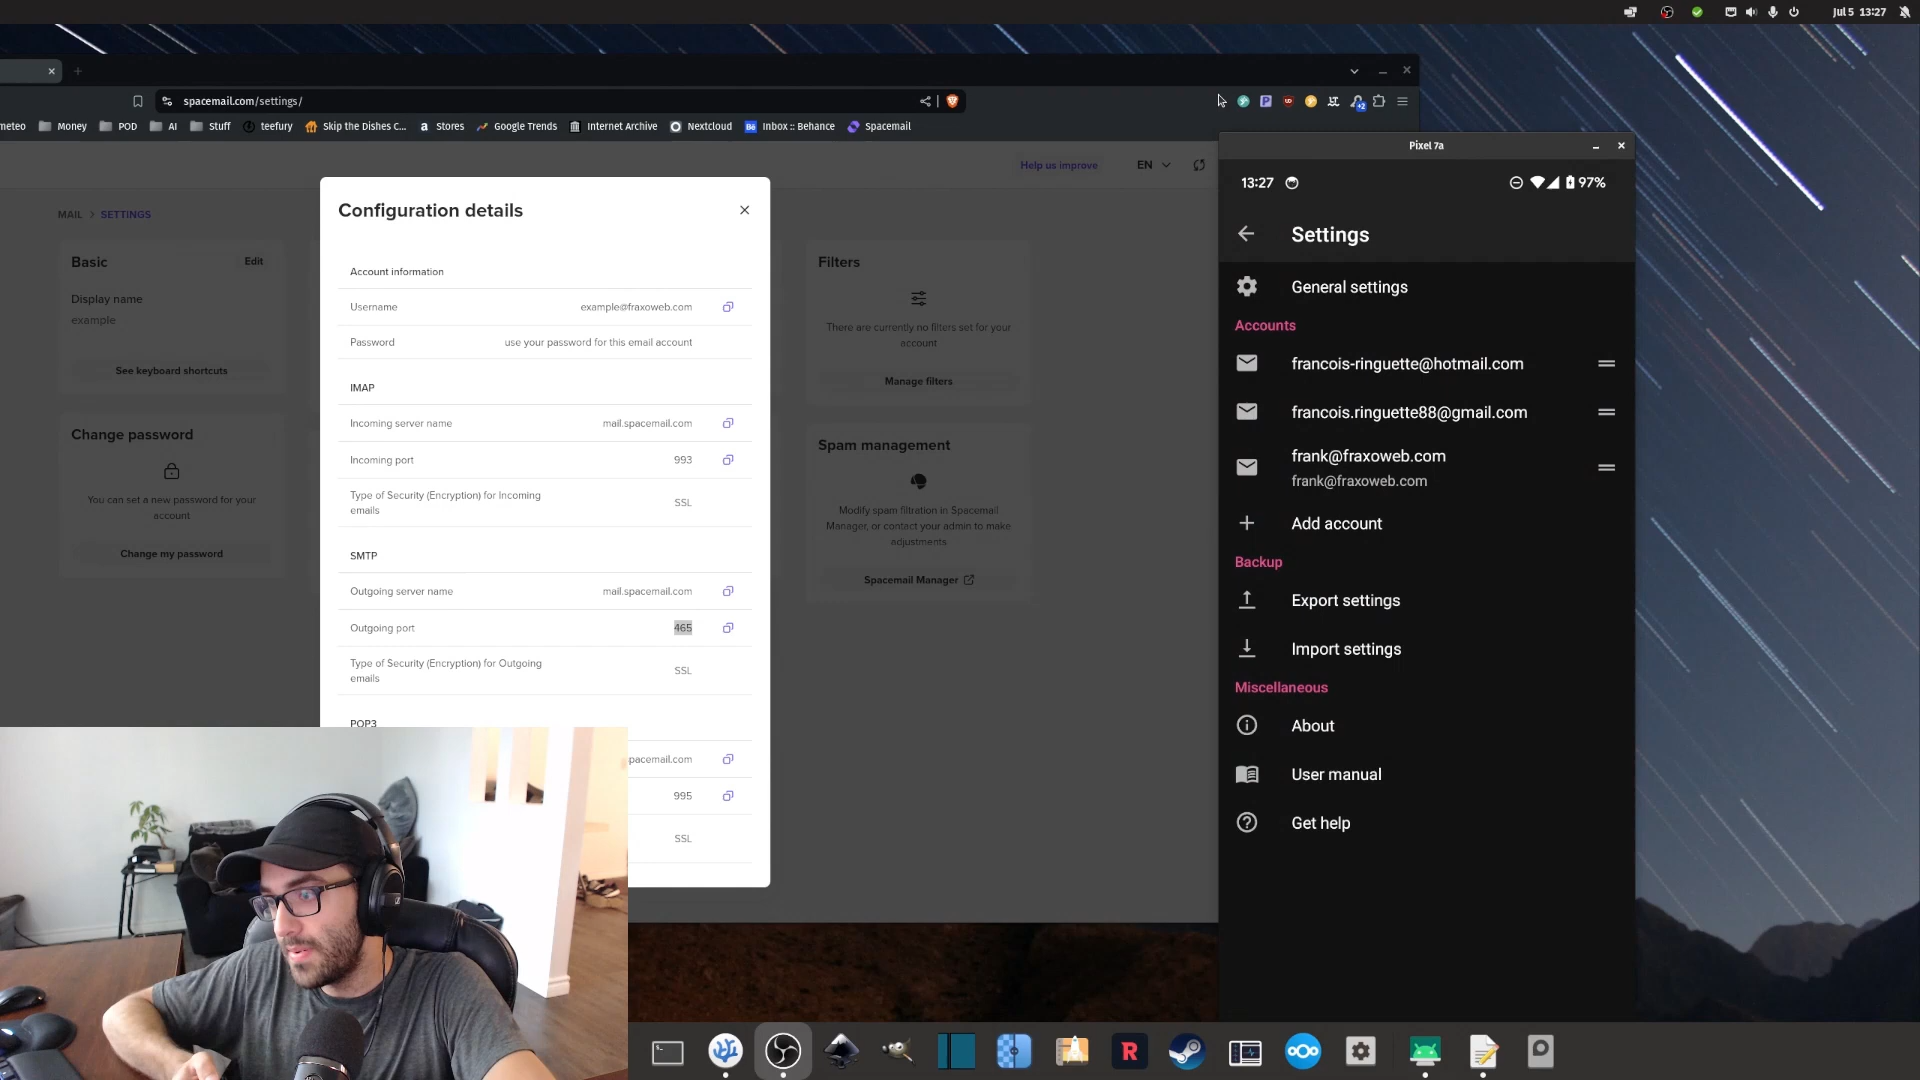 Jul 5 13:27
spacemail.com/settings/
meteo
Money
POD
AI
Stuff
teefury
Skip the Dishes C...
Stores
Google Trends
Internet Archive
Nextcloud
Inbox :: Behance
Spacemail
Help us improve
EN
MAIL > SETTINGS
Basic
Edit
Display name
example
See keyboard shortcuts
Change password
You can set a new password for your
account
Change my password
Configuration details
Account information
Username
example@fraxoweb.com
Password
use your password for this email account
IMAP
Incoming server name
mail.spacemail.com
Incoming port
993
Type of Security (Encryption) for Incoming
emails
SSL
SMTP
Outgoing server name
mail.spacemail.com
Outgoing port
465
Type of Security (Encryption) for Outgoing
emails
SSL
POP3
pacemail.com
995
SSL
Filters
There are currently no filters set for your
account
Manage filters
Spam management
Modify spam filtration in Spacemail
Manager, or contact your admin to make
adjustments
Spacemail Manager
Pixel 7a
13:27
97%
Settings
General settings
Accounts
francois-ringuette@hotmail.com
francois.ringuette88@gmail.com
frank@fraxoweb.com
frank@fraxoweb.com
Add account
Backup
Export settings
Import settings
Miscellaneous
About
User manual
Get help